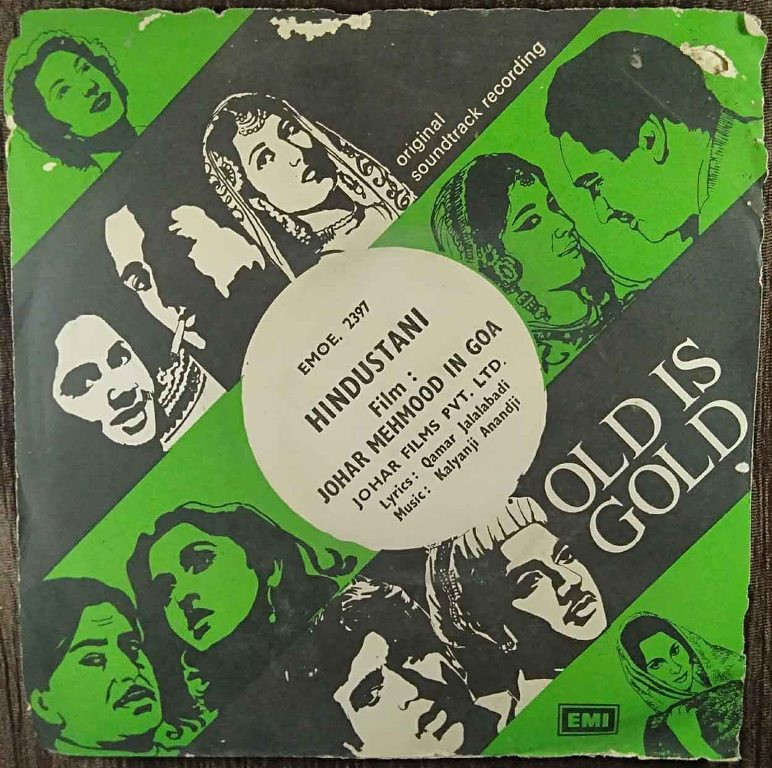 original
soundtrack recording
EMOE. 2397
HINDUSTANI
Film :
JOHAR MEHMOOD IN GOA
JOHAR FILMS PVT. LTD.
Lyrics: Qamar Jalalabadi
Music: Kalyanji Anandji
OLD IS
GOLD
EMI